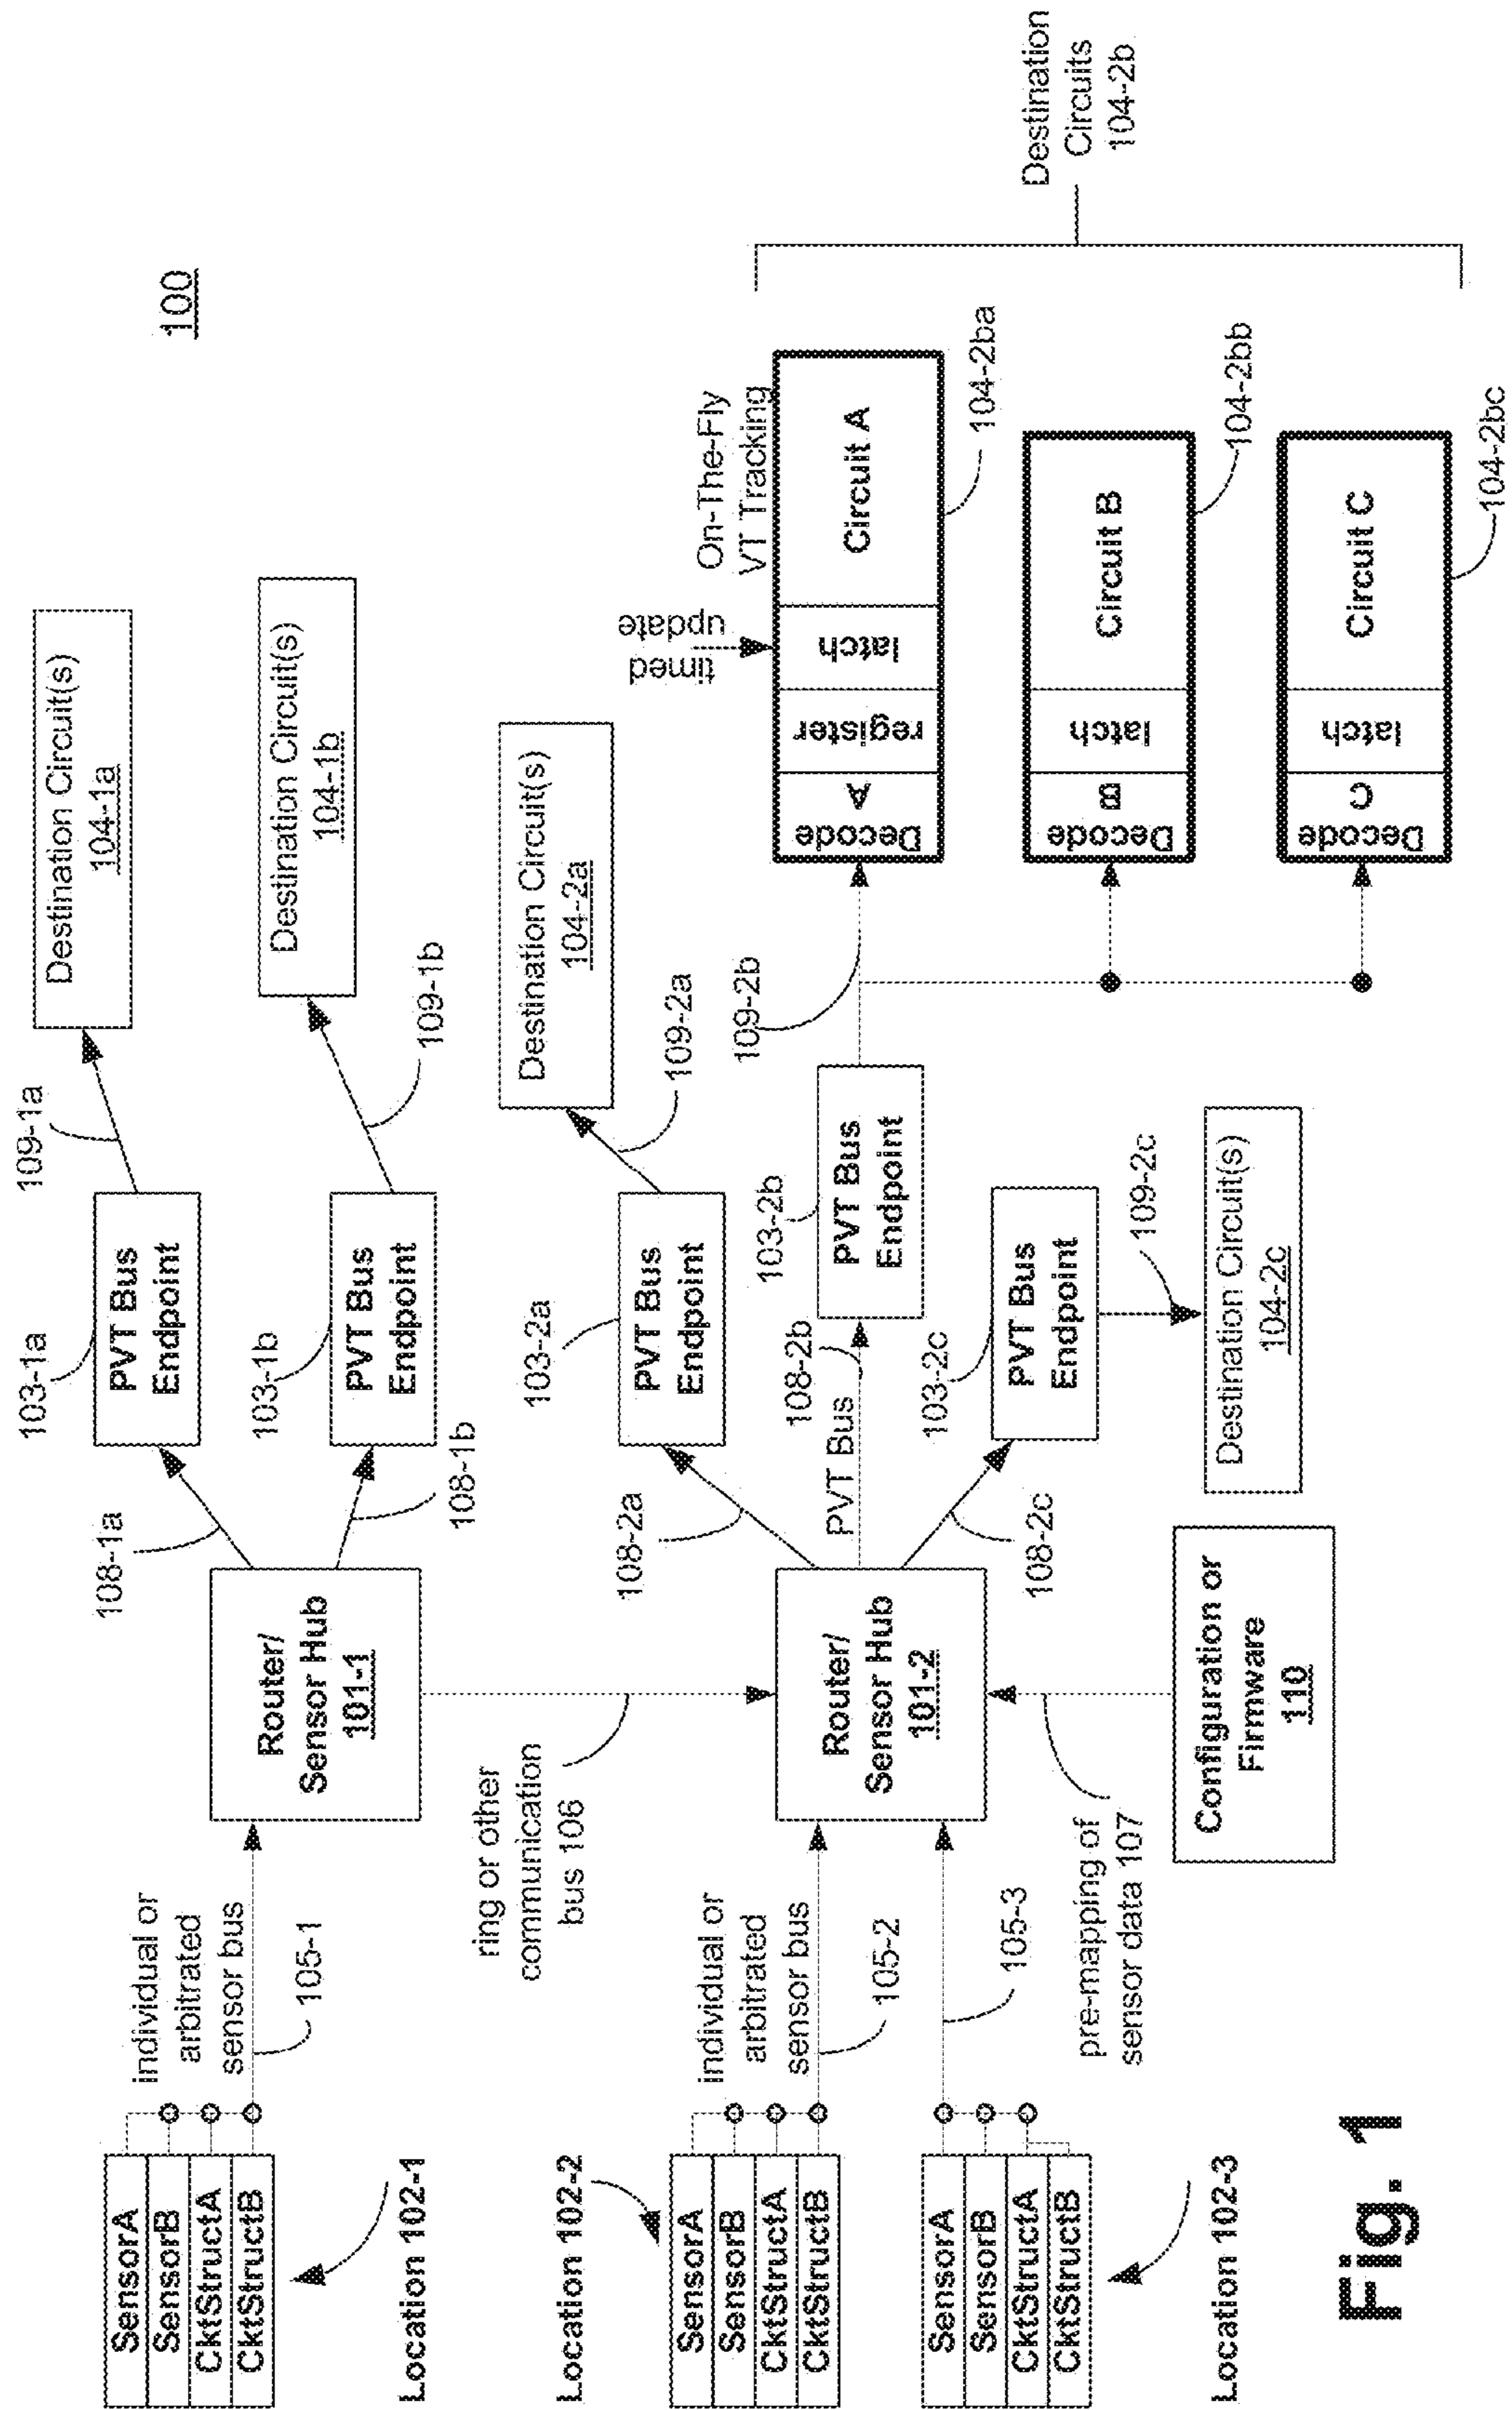 100
SensorA
SensorB
CktStructA
CktStructB
Location 102-1
individual or
arbitrated
sensor bus
105-1
Router/
Sensor Hub
101-1
108-1a
108-1b
103-1a
PVT Bus
Endpoint
103-1b
PVT Bus
Endpoint
109-1a
109-1b
Destination Circuit(s)
104-1a
Destination Circuit(s)
104-1b
ring or other
communication
bus 106
Location 102-2
SensorA
SensorB
CktStructA
CktStructB
individual or
arbitrated
sensor bus
105-2
SensorA
SensorB
CktStructA
CktStructB
Location 102-3
105-3
Router/
Sensor Hub
101-2
pre-mapping of
sensor data 107
Configuration or
Firmware
110
108-2a
PVT Bus
108-2b
108-2c
103-2a
PVT Bus
Endpoint
103-2b
PVT Bus
Endpoint
103-2c
PVT Bus
Endpoint
109-2a
109-2b
109-2c
Destination Circuit(s)
104-2a
Destination Circuit(s)
104-2c
timed
update
On-The-Fly
VT Tracking
Decode
A
register
latch
Circuit A
104-2ba
Decode
B
latch
Circuit B
104-2bb
Decode
C
latch
Circuit C
104-2bc
Destination
Circuits
104-2b
Fig. 1